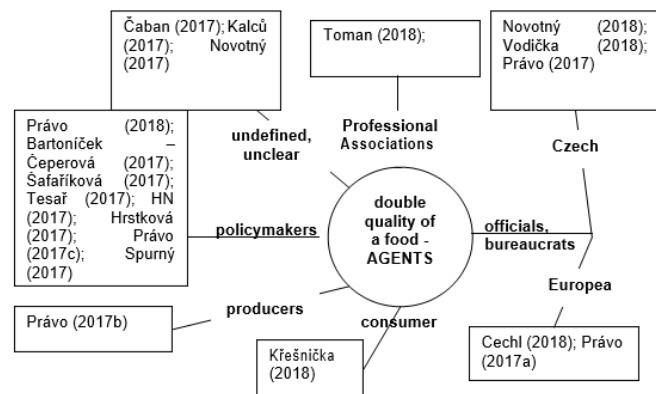 Čaban (2017); Kalců
(2017); Novotný
(2017)
Toman (2018);
Novotný (2018);
Vodička (2018);
Právo (2017)
Právo (2018);
Bartoníček –
Čeperová (2017);
Šafaříková (2017);
Tesař (2017); HN
(2017); Hrstková
(2017); Právo
(2017c); Spurný
(2017)
undefined,
unclear
Professional
Associations
Czech
double
quality of
a food -
AGENTS
policymakers
officials,
bureaucrats
Europea
producers
consumer
Právo (2017b)
Křešnička
(2018)
Cechl (2018); Právo
(2017a)